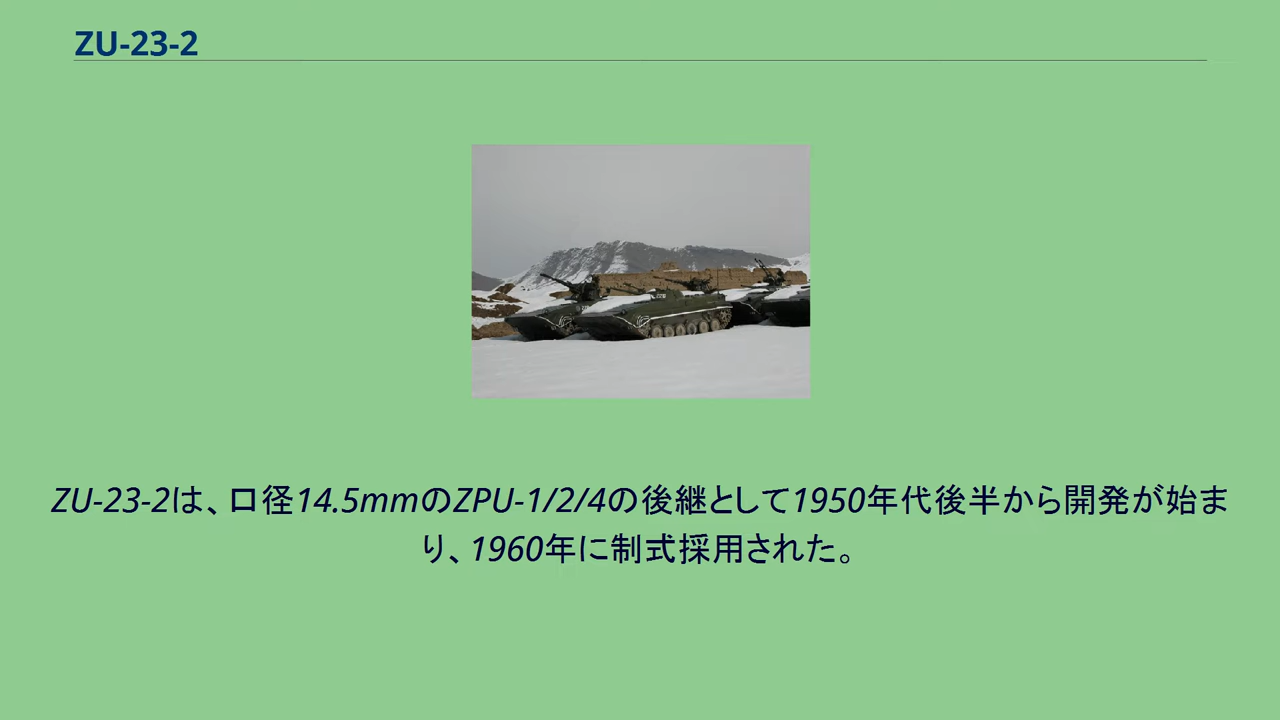 ZU-23-2
ZU-23-2は、口径14.5mmのZPU-1/2/4の後継として1950年代後半から開発が始ま
り、1960年に制式採用された。